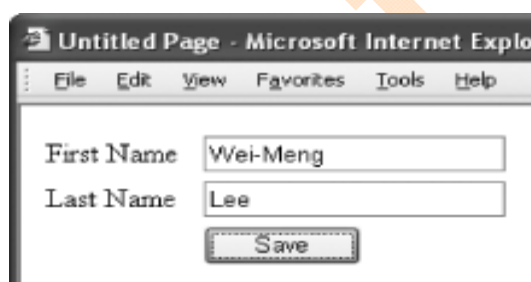 Untitled Page - Microsoft Internet Explo
File Edit View Favorites Tools Help
First Name Wei-Meng
Last Name Lee
Save